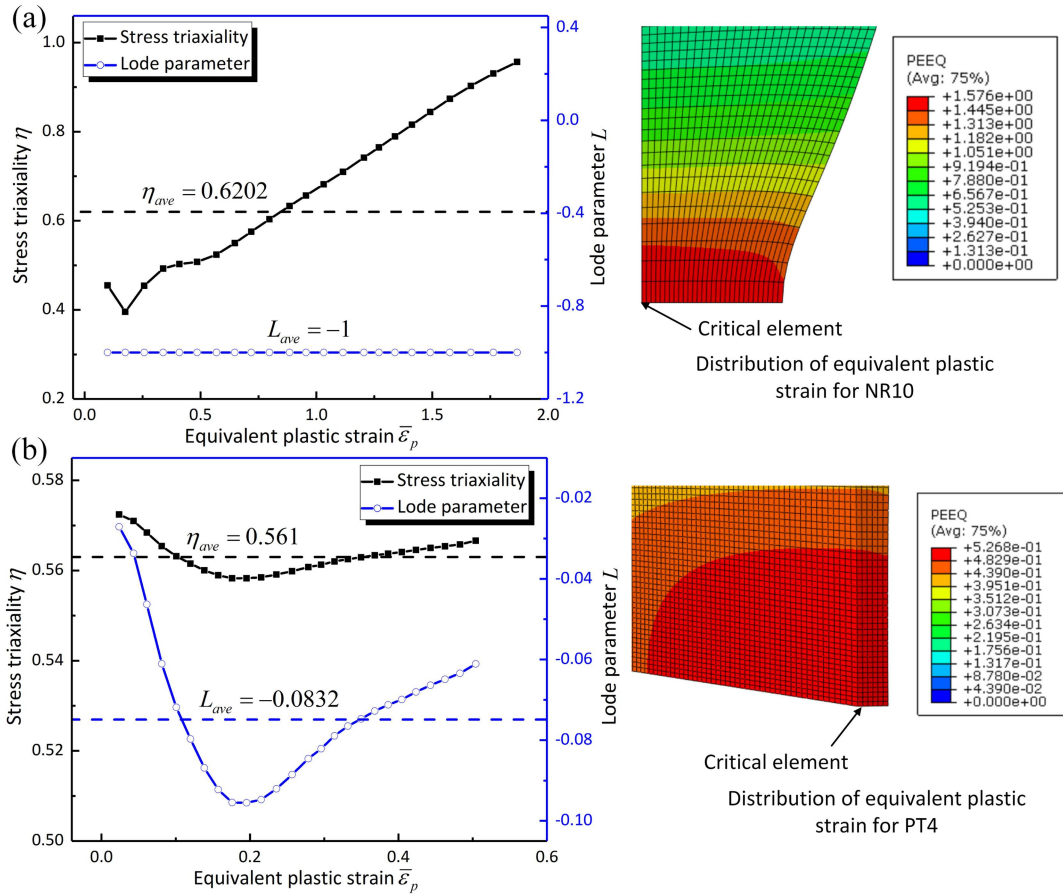 (a)
Stress triaxiality
Lode parameter
1.0
0.8
0.6
0.4
0.2
0.4
0.0
-0.4
-0.8
-1.2
Stress triaxiality η
Lode parameter L
η_ave = 0.6202
L_ave = −1
0.0
0.5
1.0
1.5
2.0
Equivalent plastic strain ε̅_p
PEEQ
(Avg: 75%)
+1.576e+00
+1.445e+00
+1.313e+00
+1.182e+00
+1.051e+00
+9.194e-01
+7.880e-01
+6.567e-01
+5.253e-01
+3.940e-01
+2.627e-01
+1.313e-01
+0.000e+00
Critical element
Distribution of equivalent plastic
strain for NR10
(b)
Stress triaxiality
Lode parameter
0.58
0.56
0.54
0.52
0.50
-0.02
-0.04
-0.06
-0.08
-0.10
Stress triaxiality η
Lode parameter L
η_ave = 0.561
L_ave = −0.0832
0.0
0.2
0.4
0.6
Equivalent plastic strain ε̅_p
PEEQ
(Avg: 75%)
+5.268e-01
+4.829e-01
+4.390e-01
+3.951e-01
+3.512e-01
+3.073e-01
+2.634e-01
+2.195e-01
+1.756e-01
+1.317e-01
+8.780e-02
+4.390e-02
+0.000e+00
Critical element
Distribution of equivalent plastic
strain for PT4